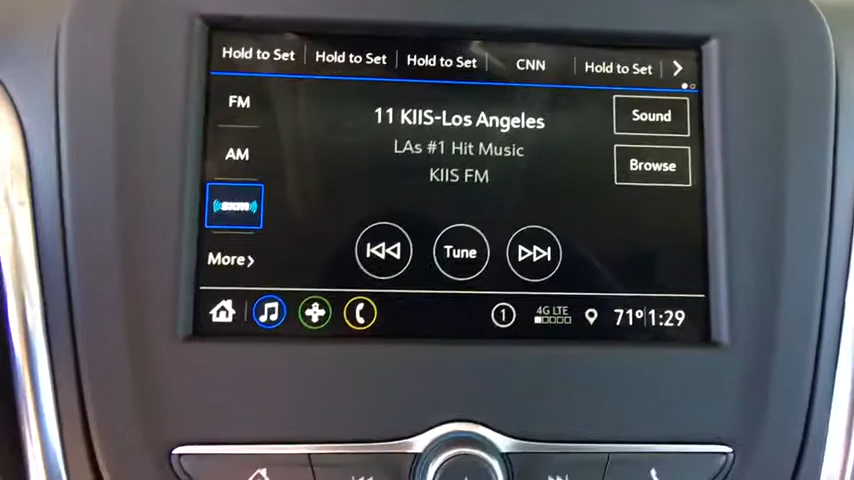 Hold to Set Hold to Set Hold to Set CNN Hold to Set
FM
11 KIIS-Los Angeles
Sound
AM
LAs #1 Hit Music
KIIS FM
Browse
SXM
More
Tune
1 4G LTE 71° 1:29